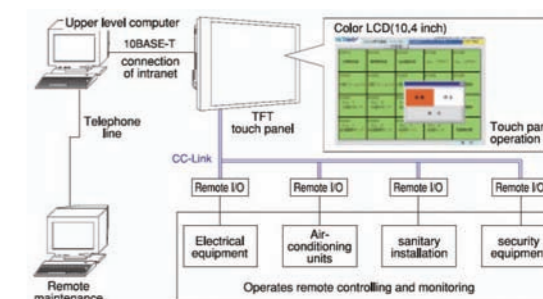 Upper level computer
Color LCD(10,4 inch)
10BASE-T
connection
of intranet
TFT
touch panel
Touch pan
operation
Telephone
line
CC-Link
Remote I/O
Remote I/O
Remote I/O
Remote I/O
Electrical
equipment
Air-
conditioning
units
sanitary
installation
security
equipment
Remote
maintenance
Operates remote controlling and monitoring